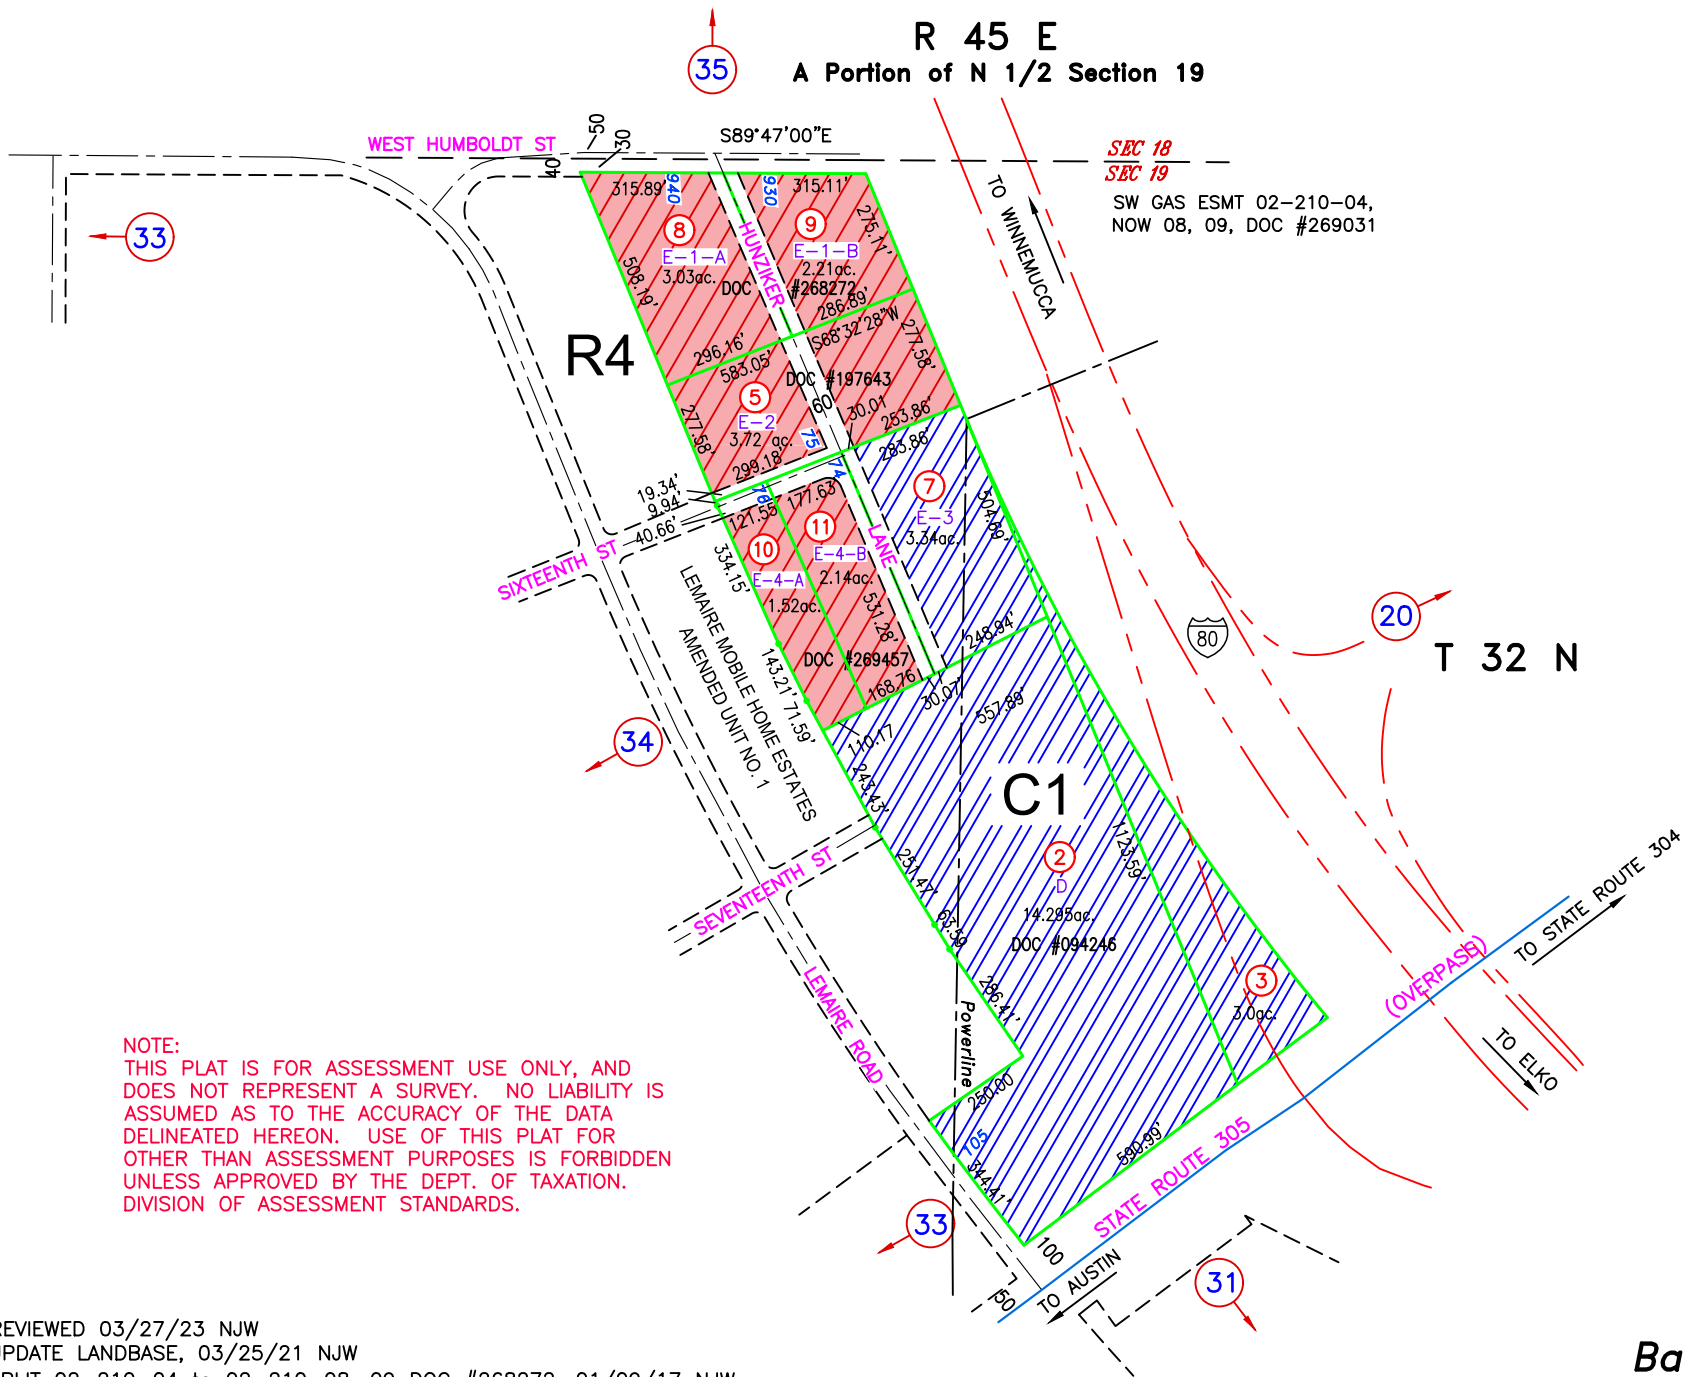 R 45 E
A Portion of N 1/2 Section 19
35
WEST HUMBOLDT ST
50
30
40
S89°47'00"E
SEC 18
SEC 19
SW GAS ESMT 02-210-04,
NOW 08, 09, DOC #269031
33
TO WINNEMUCCA
315.89'
940
930
315.11'
8
E-1-A
3.03ac.
9
E-1-B
2.21ac.
275.11'
HUNZIKER
DOC #268272
508.19'
286.89'
S68°32'28"W
R4
296.16'
583.05'
277.58'
DOC #197643
5
E-2
3.72 ac.
60
30.01
253.86'
277.58'
75
299.18'
283.86'
74
76
19.34'
9.94'
40.66'
121.55
177.63'
7
E-3
3.34ac.
504.69'
LANE
11
E-4-B
2.14ac.
10
E-4-A
1.52ac.
334.15'
531.28'
SIXTEENTH ST
LEMAIRE MOBILE HOME ESTATES
AMENDED UNIT NO. 1
20
80
T 32 N
248.94'
DOC #269457
143.21'
71.59'
168.76
30.07'
557.89'
110.17
34
243.43'
C1
1123.59'
2
D
14.295ac.
DOC #094246
SEVENTEENTH ST
251.47'
63.59
286.41'
Powerline
3
3.0ac.
(OVERPASS)
TO STATE ROUTE 304
TO ELKO
LEMAIRE ROAD
250.00
705
344.41'
590.99'
STATE ROUTE 305
33
100
50
TO AUSTIN
31
NOTE:
THIS PLAT IS FOR ASSESSMENT USE ONLY, AND
DOES NOT REPRESENT A SURVEY. NO LIABILITY IS
ASSUMED AS TO THE ACCURACY OF THE DATA
DELINEATED HEREON. USE OF THIS PLAT FOR
OTHER THAN ASSESSMENT PURPOSES IS FORBIDDEN
UNLESS APPROVED BY THE DEPT. OF TAXATION.
DIVISION OF ASSESSMENT STANDARDS.
REVIEWED 03/27/23 NJW
UPDATE LANDBASE, 03/25/21 NJW
Ba